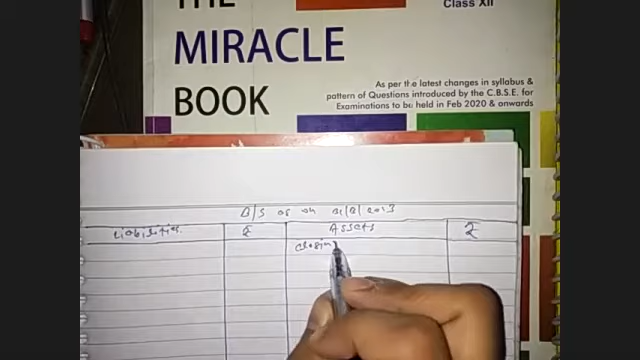 THE
Class XII
MIRACLE
BOOK
As per the latest changes in syllabus &
pattern of Questions introduced by the C.B.S.E. for
Examinations to be held in Feb 2020 & onwards
B/S as on
Liabilities ₹ Assets ₹
closin